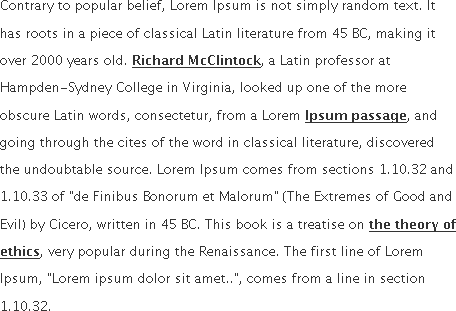 Contrary to popular belief, Lorem Ipsum is not simply random text. It
has roots in a piece of classical Latin literature from 45 BC, making it
over 2000 years old. Richard McClintock, a Latin professor at
Hampden-Sydney College in Virginia, looked up one of the more
obscure Latin words, consectetur, from a Lorem Ipsum passage, and
going through the cites of the word in classical literature, discovered
the undoubtable source. Lorem Ipsum comes from sections 1.10.32 and
1.10.33 of "de Finibus Bonorum et Malorum" (The Extremes of Good and
Evil) by Cicero, written in 45 BC. This book is a treatise on the theory of
ethics, very popular during the Renaissance. The first line of Lorem
Ipsum, "Lorem ipsum dolor sit amet..", comes from a line in section
1.10.32.